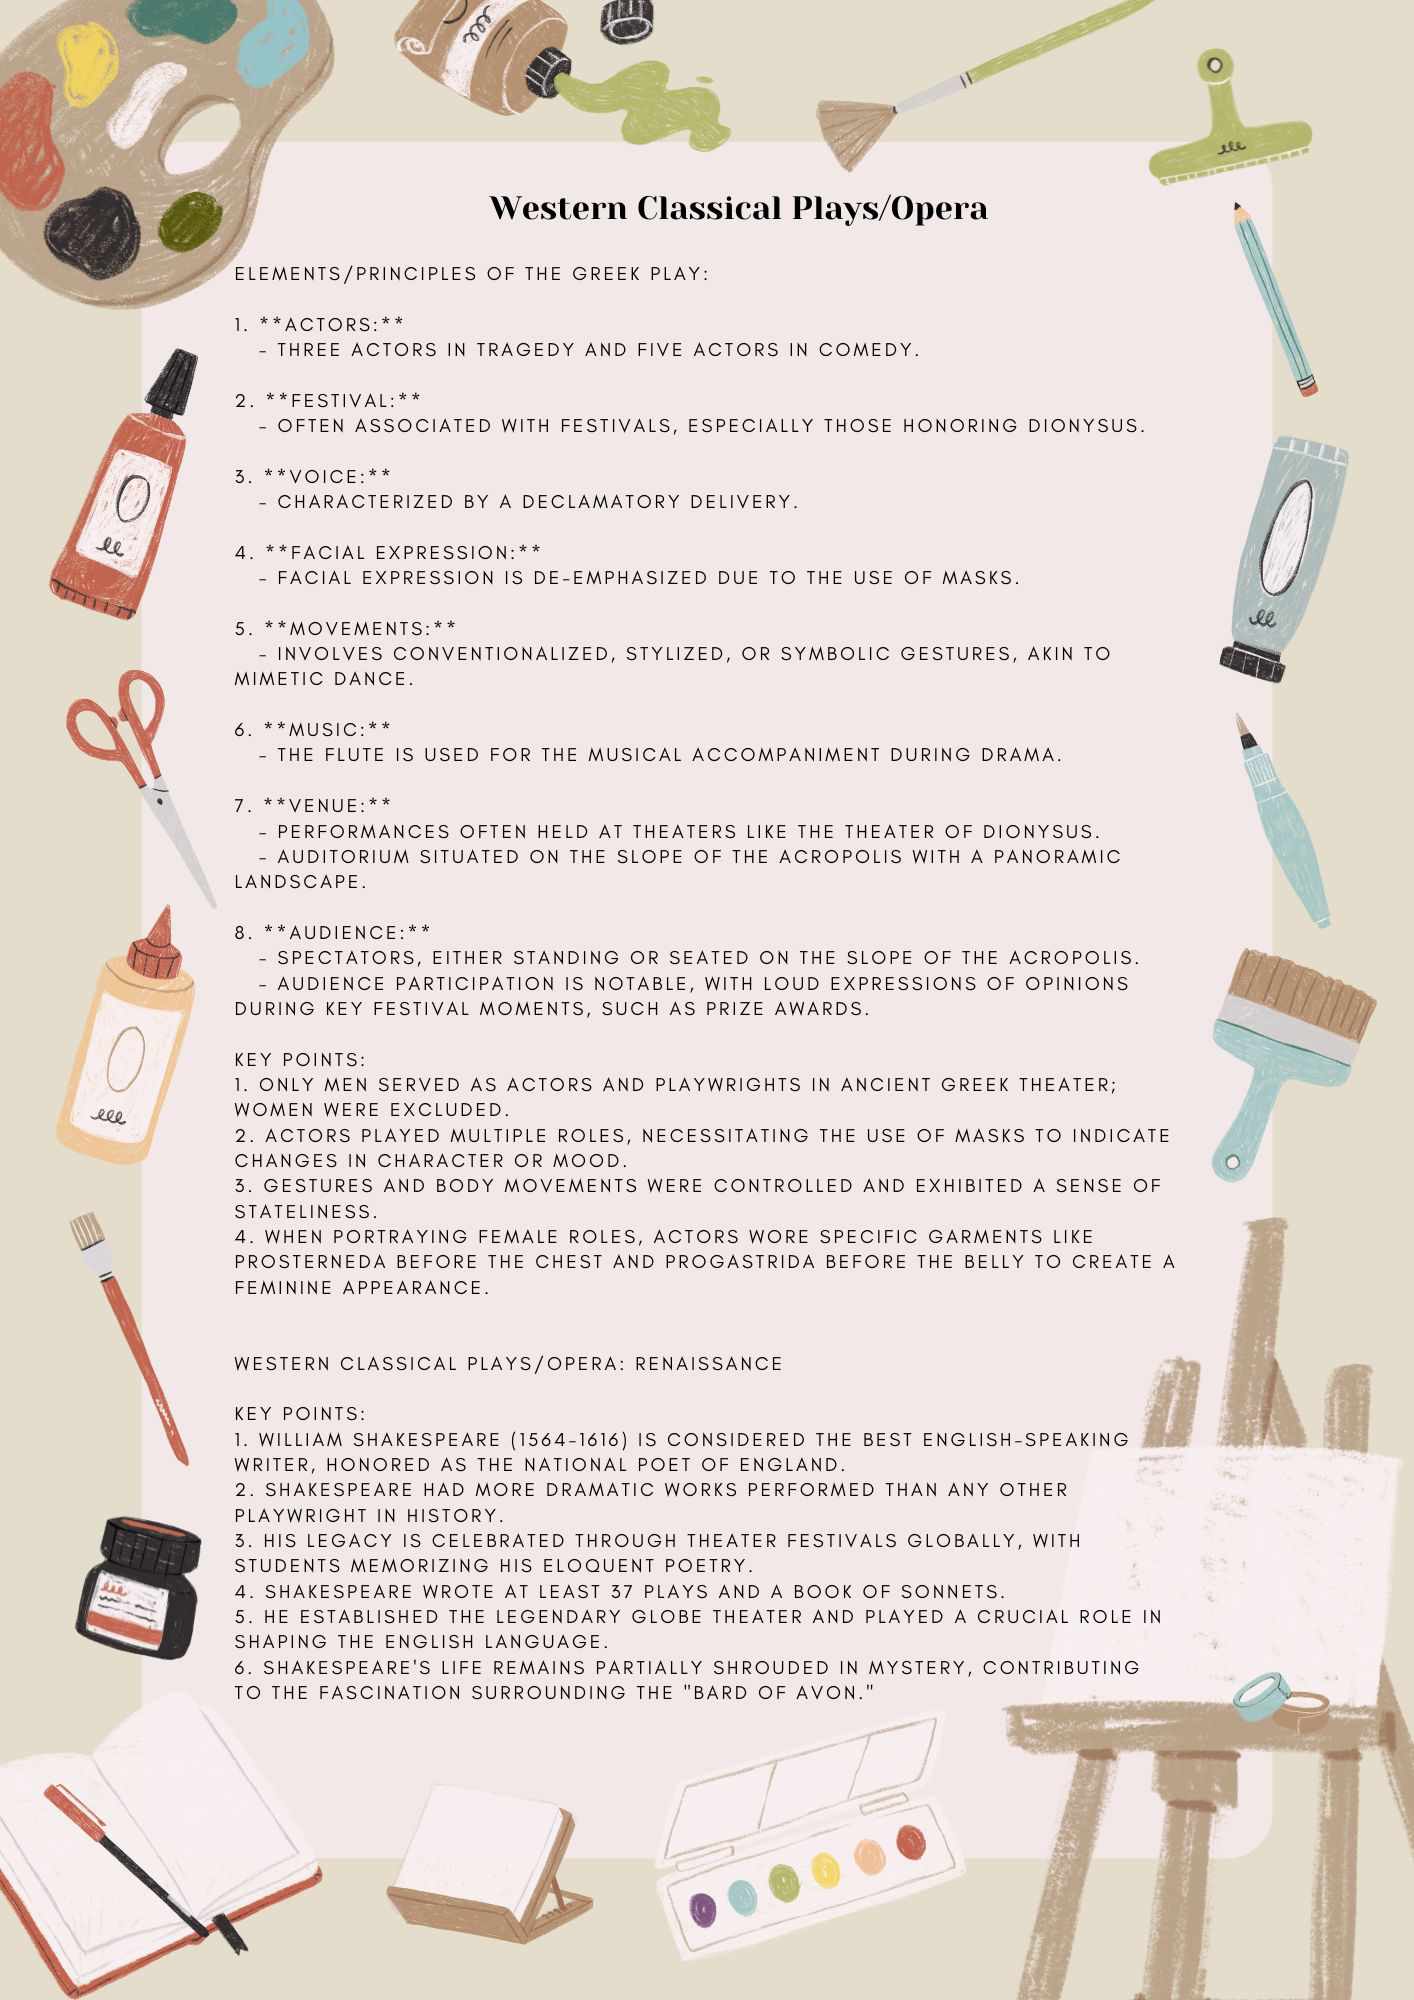 Western Classical Plays/Opera
ELEMENTS/PRINCIPLES OF THE GREEK PLAY:
1. **ACTORS:**
- THREE ACTORS IN TRAGEDY AND FIVE ACTORS IN COMEDY.
2. **FESTIVAL:**
- OFTEN ASSOCIATED WITH FESTIVALS, ESPECIALLY THOSE HONORING DIONYSUS.
3. **VOICE:**
- CHARACTERIZED BY A DECLAMATORY DELIVERY.
4. **FACIAL EXPRESSION:**
- FACIAL EXPRESSION IS DE-EMPHASIZED DUE TO THE USE OF MASKS.
5. **MOVEMENTS:**
- INVOLVES CONVENTIONALIZED, STYLIZED, OR SYMBOLIC GESTURES, AKIN TO
MIMETIC DANCE.
6. **MUSIC:**
- THE FLUTE IS USED FOR THE MUSICAL ACCOMPANIMENT DURING DRAMA.
7. **VENUE:**
- PERFORMANCES OFTEN HELD AT THEATERS LIKE THE THEATER OF DIONYSUS.
- AUDITORIUM SITUATED ON THE SLOPE OF THE ACROPOLIS WITH A PANORAMIC
LANDSCAPE.
8. **AUDIENCE:**
- SPECTATORS, EITHER STANDING OR SEATED ON THE SLOPE OF THE ACROPOLIS.
- AUDIENCE PARTICIPATION IS NOTABLE, WITH LOUD EXPRESSIONS OF OPINIONS
DURING KEY FESTIVAL MOMENTS, SUCH AS PRIZE AWARDS.
KEY POINTS:
1. ONLY MEN SERVED AS ACTORS AND PLAYWRIGHTS IN ANCIENT GREEK THEATER;
WOMEN WERE EXCLUDED.
2. ACTORS PLAYED MULTIPLE ROLES, NECESSITATING THE USE OF MASKS TO INDICATE
CHANGES IN CHARACTER OR MOOD.
3. GESTURES AND BODY MOVEMENTS WERE CONTROLLED AND EXHIBITED A SENSE OF
STATELINESS.
4. WHEN PORTRAYING FEMALE ROLES, ACTORS WORE SPECIFIC GARMENTS LIKE
PROSTERNEDA BEFORE THE CHEST AND PROGASTRIDA BEFORE THE BELLY TO CREATE A
FEMININE APPEARANCE.
WESTERN CLASSICAL PLAYS/OPERA: RENAISSANCE
KEY POINTS:
1. WILLIAM SHAKESPEARE (1564-1616) IS CONSIDERED THE BEST ENGLISH-SPEAKING
WRITER, HONORED AS THE NATIONAL POET OF ENGLAND.
2. SHAKESPEARE HAD MORE DRAMATIC WORKS PERFORMED THAN ANY OTHER
PLAYWRIGHT IN HISTORY.
3. HIS LEGACY IS CELEBRATED THROUGH THEATER FESTIVALS GLOBALLY, WITH
STUDENTS MEMORIZING HIS ELOQUENT POETRY.
4. SHAKESPEARE WROTE AT LEAST 37 PLAYS AND A BOOK OF SONNETS.
5. HE ESTABLISHED THE LEGENDARY GLOBE THEATER AND PLAYED A CRUCIAL ROLE IN
SHAPING THE ENGLISH LANGUAGE.
6. SHAKESPEARE'S LIFE REMAINS PARTIALLY SHROUDED IN MYSTERY, CONTRIBUTING
TO THE FASCINATION SURROUNDING THE "BARD OF AVON."